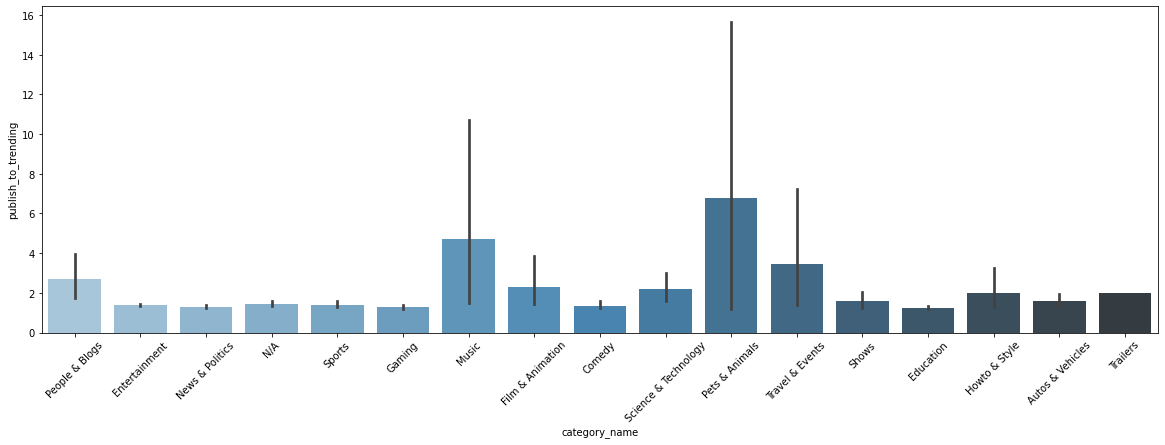 16
14
12
10
8
6
4
2
0
publish_to_trending
People & Blogs
Entertainment
News & Politics
N/A
Sports
Gaming
Music
Film & Animation
Comedy
Science & Technology
Pets & Animals
Travel & Events
Shows
Education
Howto & Style
Autos & Vehicles
Trailers
category_name